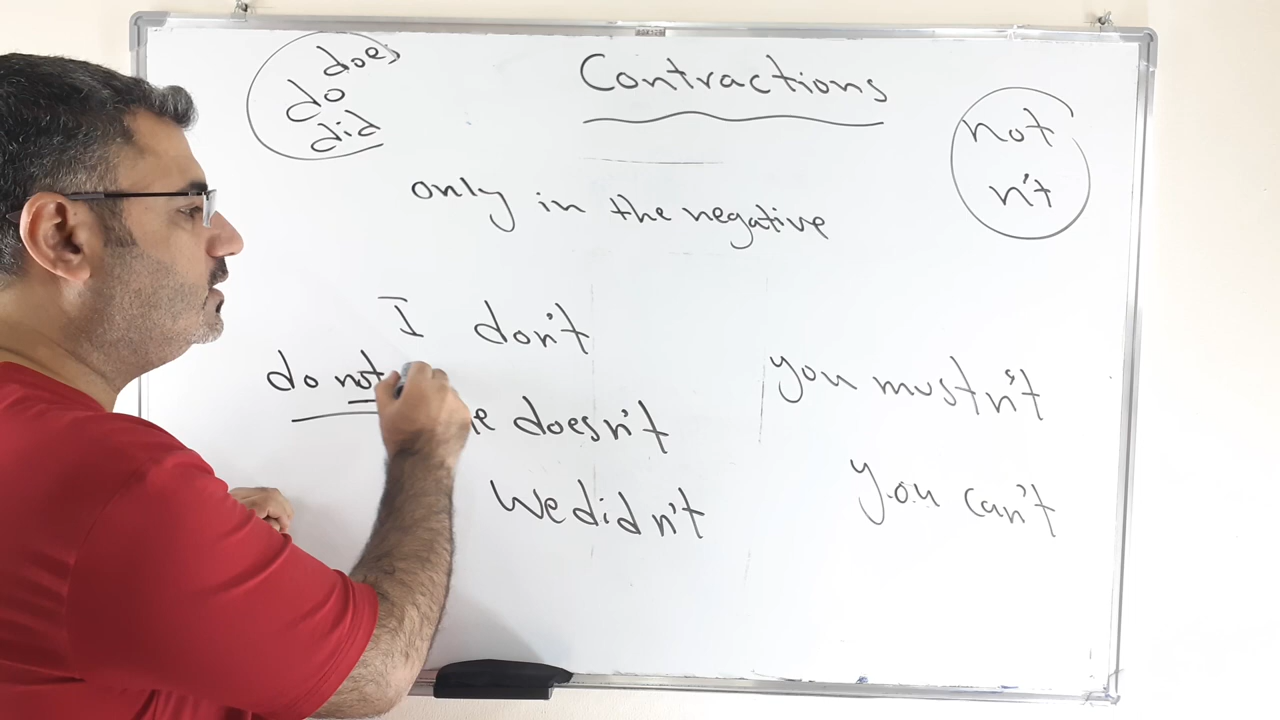 does
do
did
Contractions
not
n't
only in the negative
I don't
do not
doesn't
We didn't
you mustn't
you can't